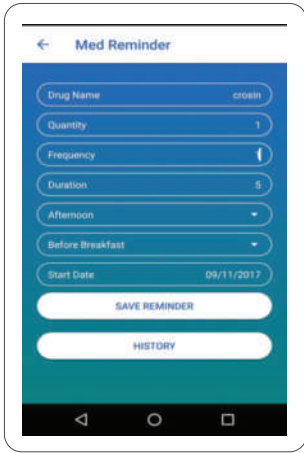 Med Reminder
Drug Name crosin
Quantity 1
Frequency
Duration 5
Afternoon
Before Breakfast
Start Date 09/11/2017
SAVE REMINDER
HISTORY